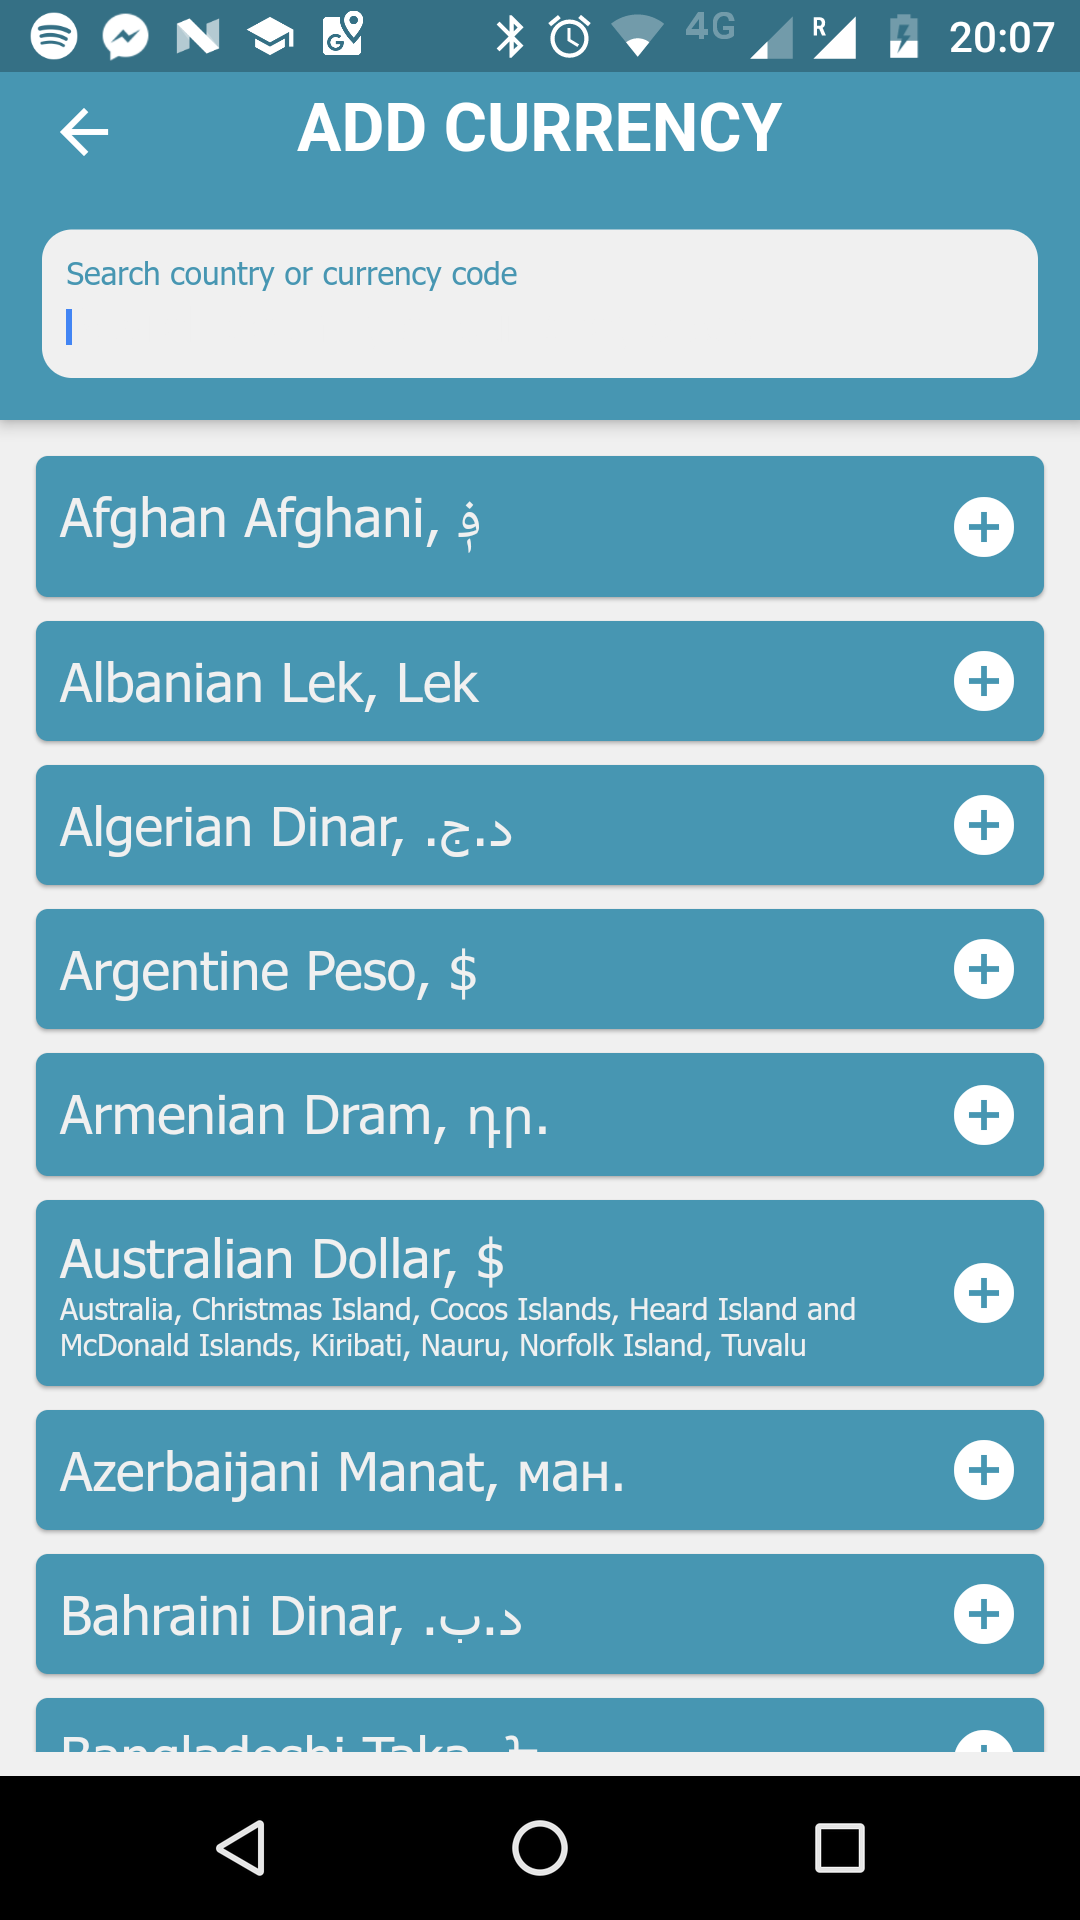 4G R 20:07
ADD CURRENCY
Search country or currency code
Afghan Afghani, ؋
Albanian Lek, Lek
Algerian Dinar, د.ج.
Argentine Peso, $
Armenian Dram, դր.
Australian Dollar, $
Australia, Christmas Island, Cocos Islands, Heard Island and
McDonald Islands, Kiribati, Nauru, Norfolk Island, Tuvalu
Azerbaijani Manat, ман.
Bahraini Dinar, د.ب.
Bangladeshi Taka,